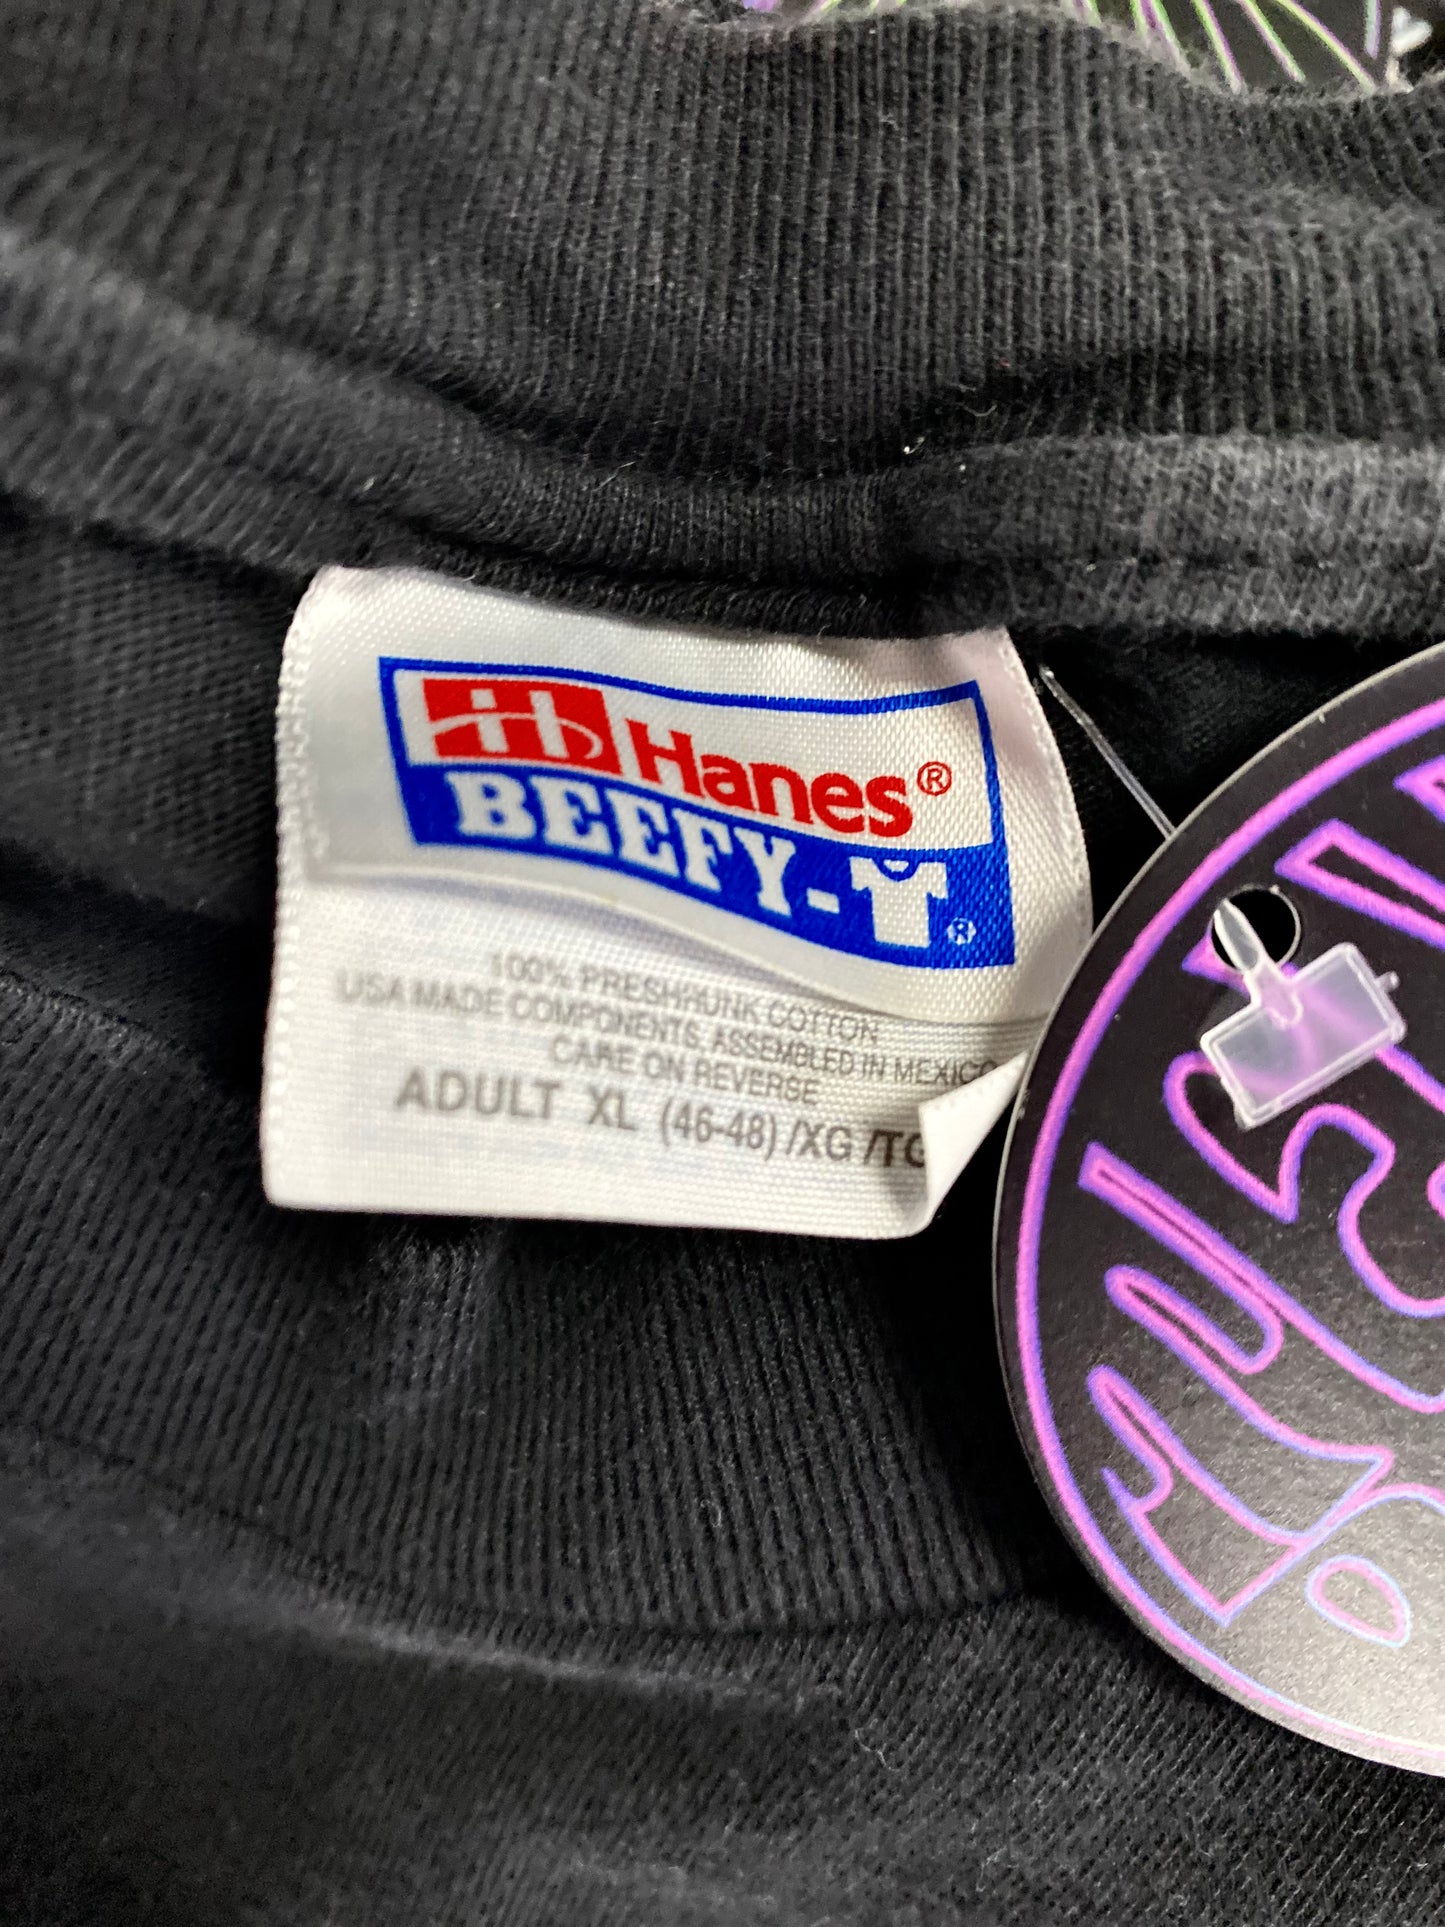 Hanes®
BEEFY-T®
100% PRESHRUNK COTTON
USA MADE COMPONENTS, ASSEMBLED IN MEXICO
CARE ON REVERSE
ADULT XL (46-48) /XG /TG